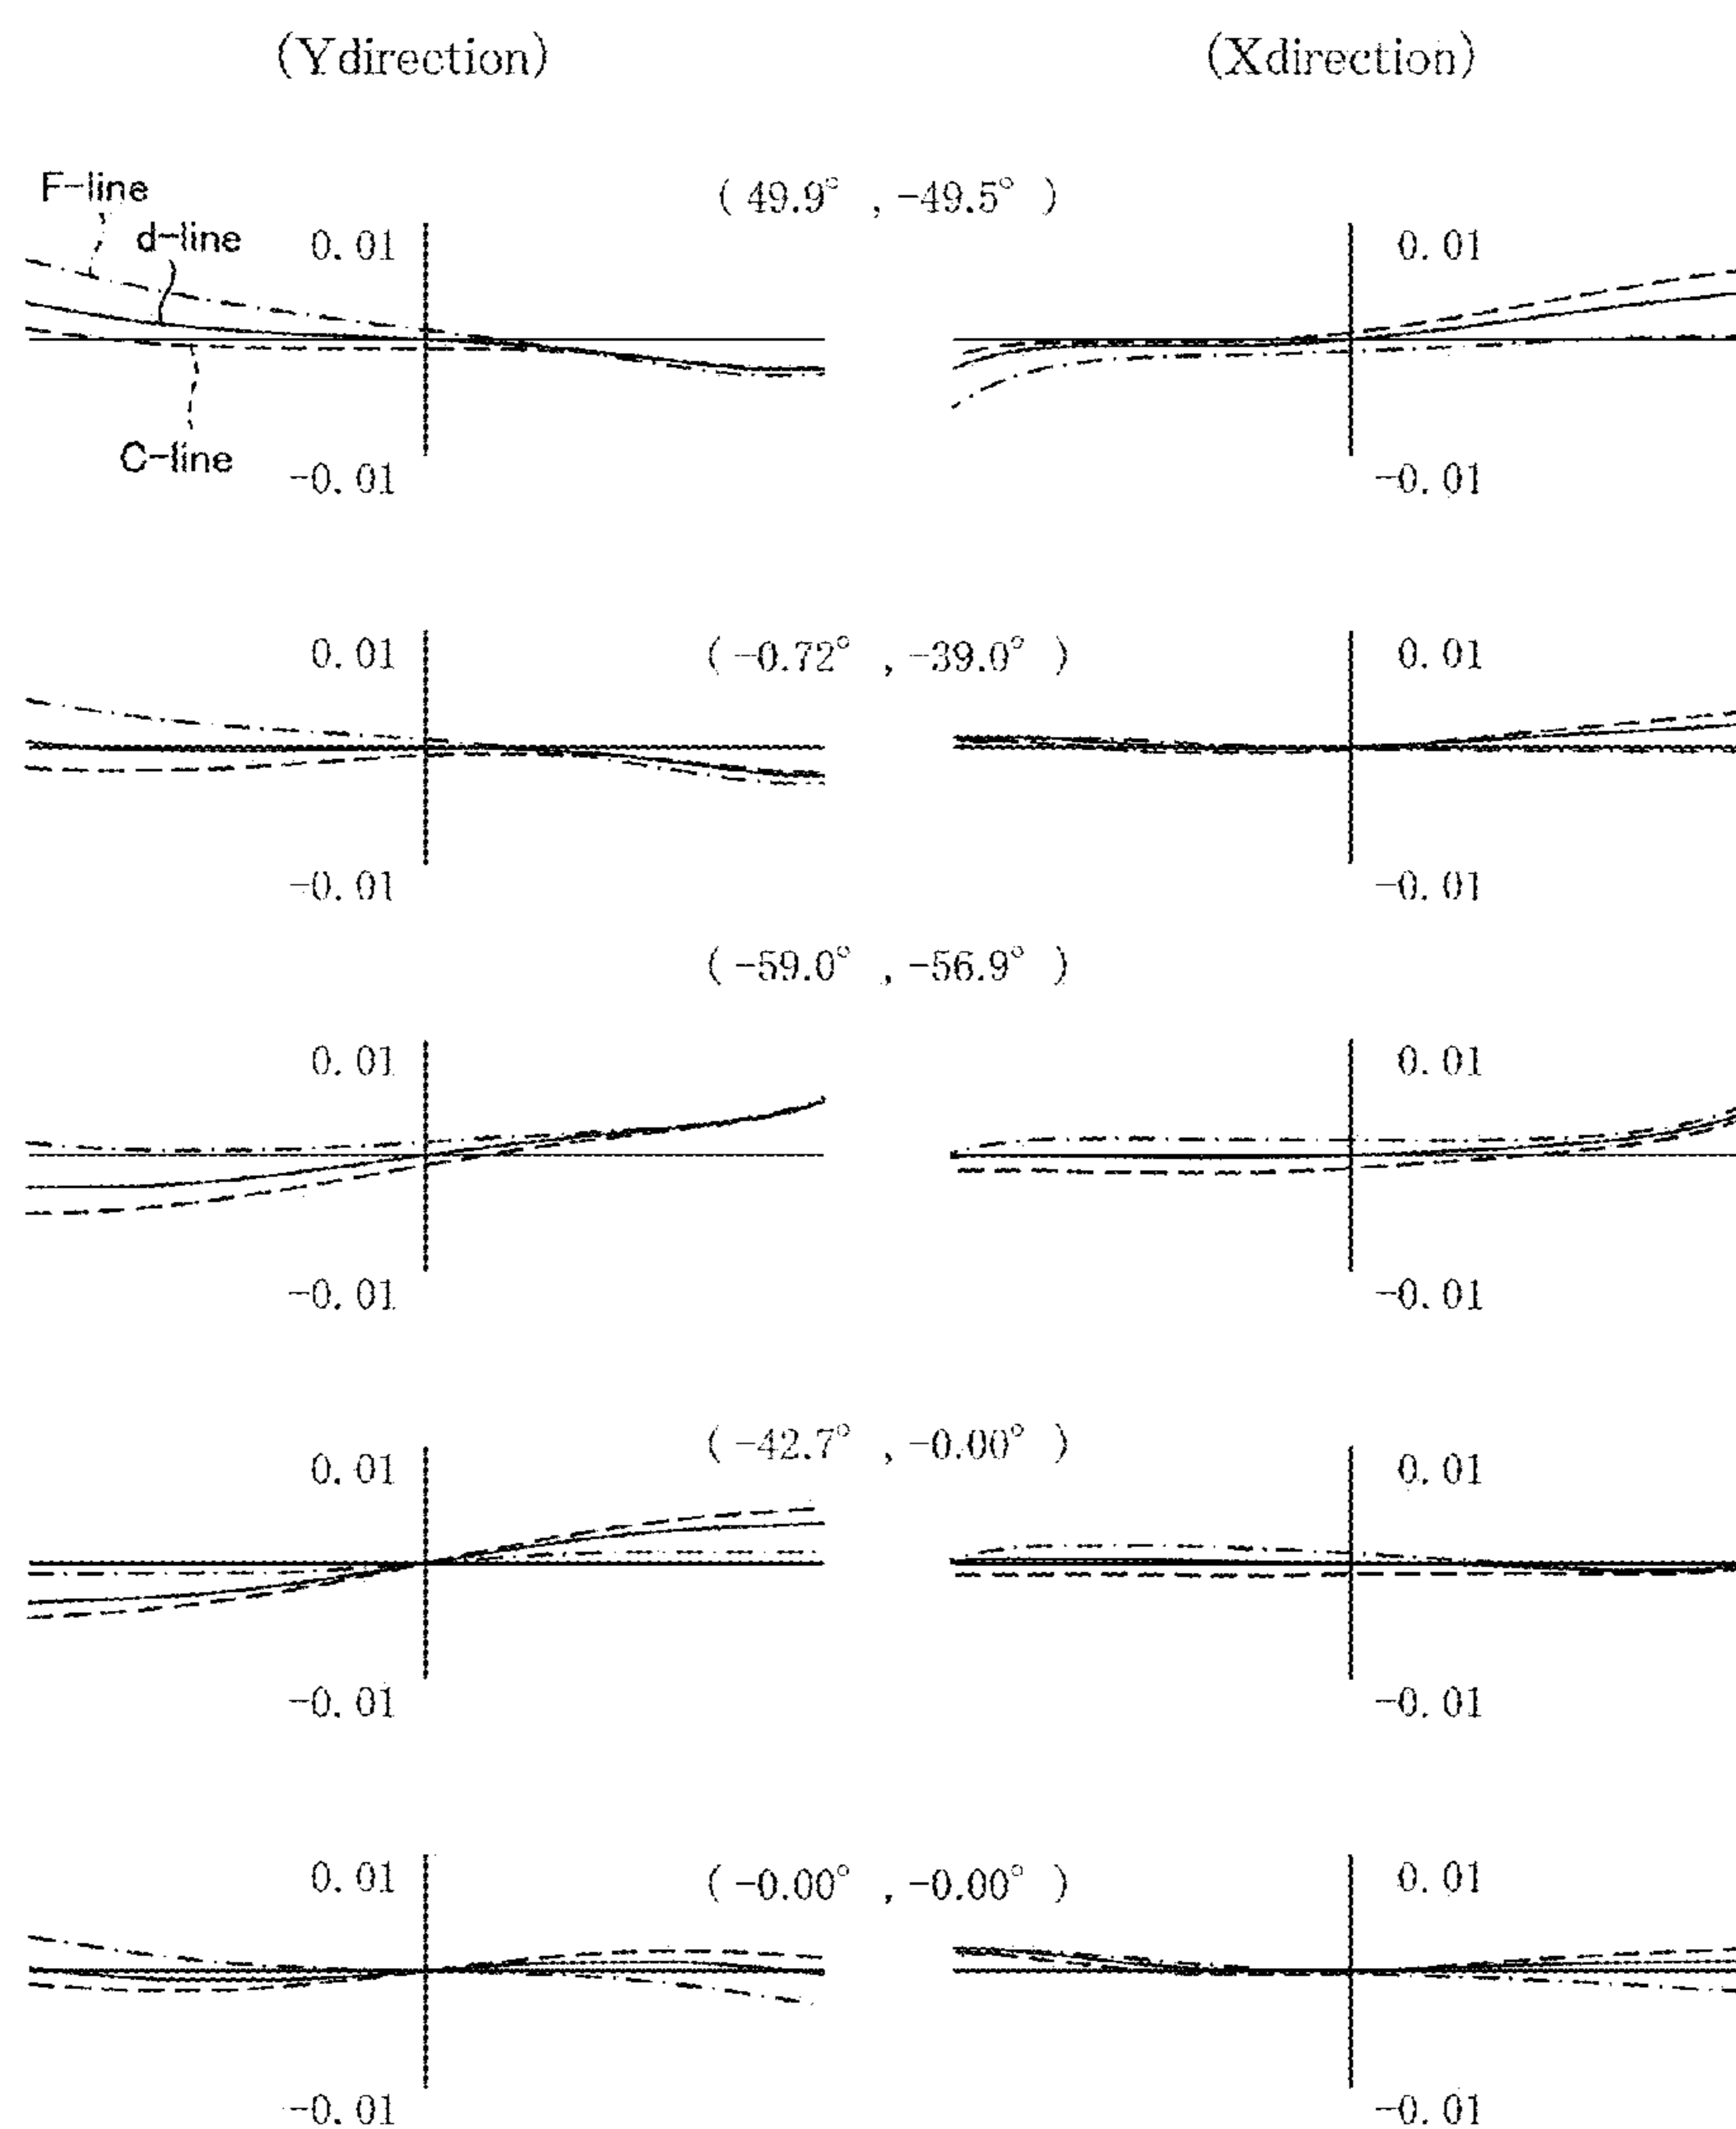 (Ydirection) (Xdirection)
(49.9° ,-49.5° )
F-line
d-line 0.01 0.01
C-line
-0.01 -0.01
0.01 (-0.72° ,-39.0° ) 0.01
-0.01 -0.01
(-59.0° ,-56.9° )
0.01 0.01
-0.01 -0.01
(-42.7° ,-0.00° )
0.01 0.01
-0.01 -0.01
0.01 (-0.00° ,-0.00° ) 0.01
-0.01 -0.01